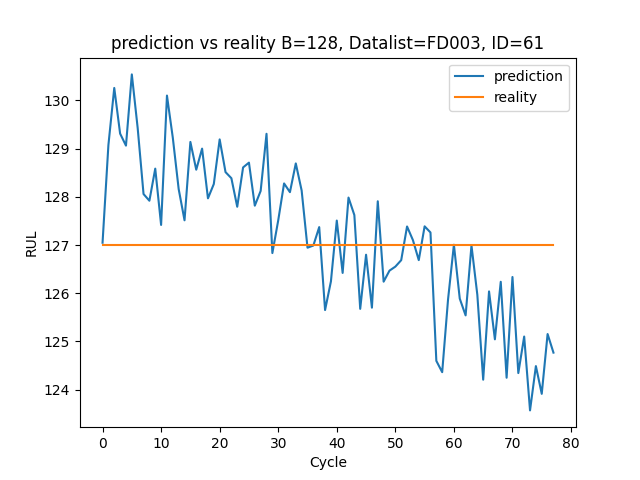 prediction vs reality B=128, Datalist=FD003, ID=61
prediction
reality
130
129
128
127
126
125
124
RUL
0 10 20 30 40 50 60 70 80
Cycle